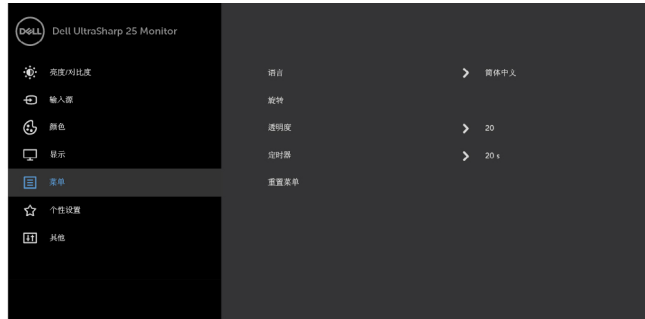 DELL Dell UltraSharp 25 Monitor
亮度/对比度 语言 简体中文
输入源 旋转
颜色 透明度 20
显示 定时器 20 s
菜单 重置菜单
个性设置
其他